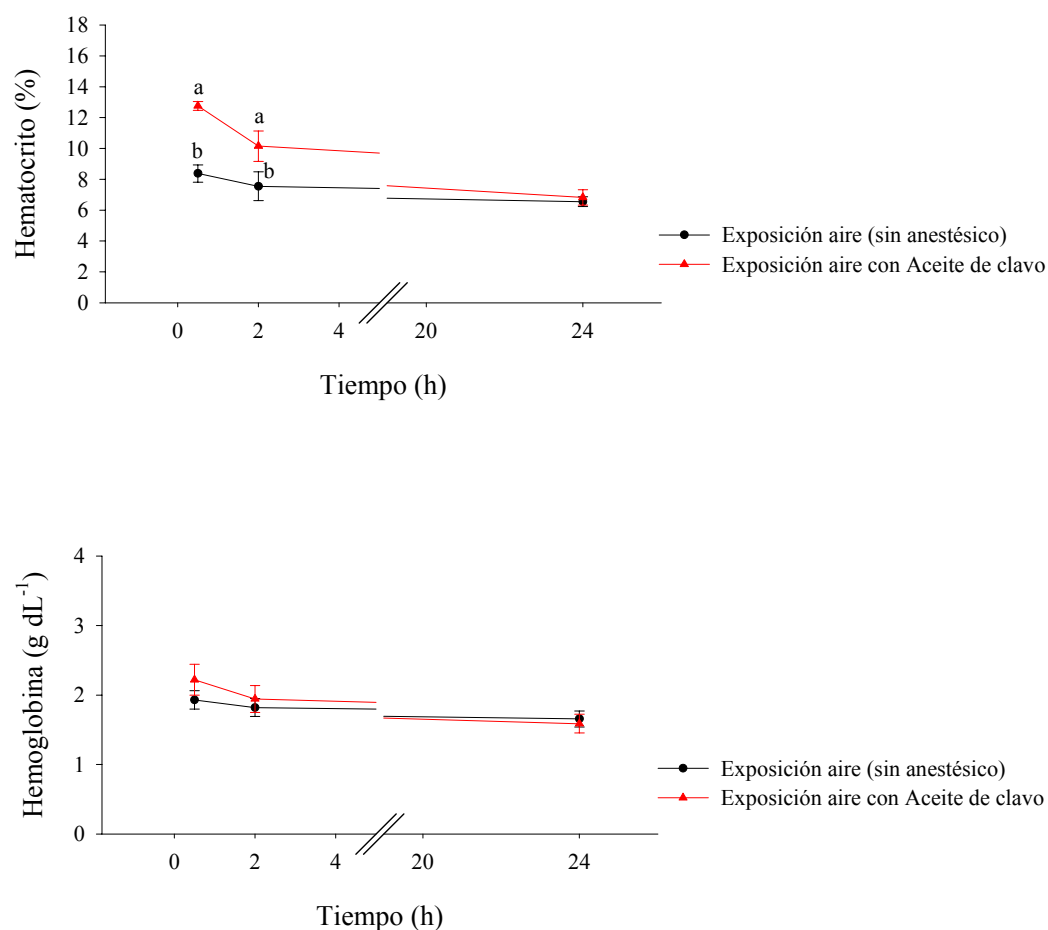 Hematocrito (%)
18
16
14
12
10
8
6
4
2
0
a
a
b
b
0 2 4 20 24
Tiempo (h)
Exposición aire (sin anestésico)
Exposición aire con Aceite de clavo
Hemoglobina (g dL⁻¹)
4
3
2
1
0
0 2 4 20 24
Tiempo (h)
Exposición aire (sin anestésico)
Exposición aire con Aceite de clavo